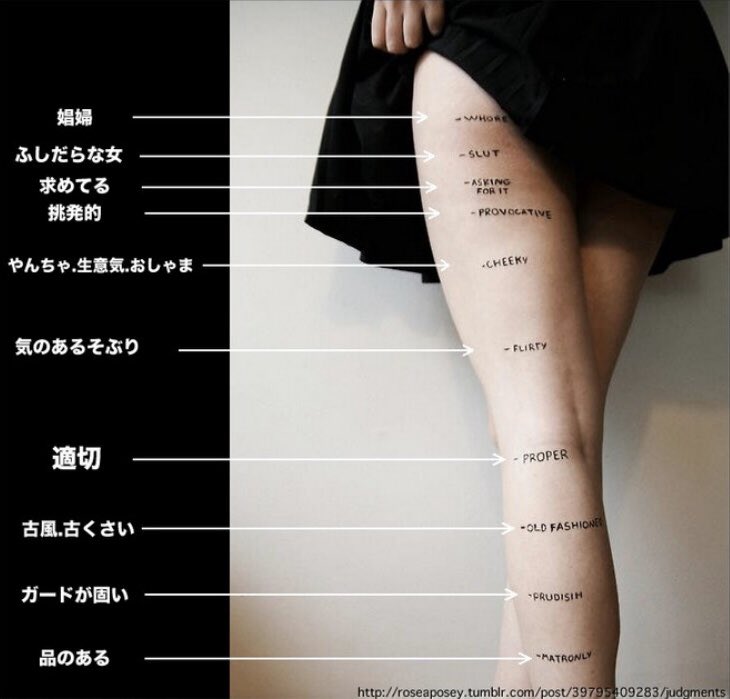 娼婦
- WHORE
ふしだらな女
- SLUT
求めてる
- ASKING
FOR IT
挑発的
- PROVOCATIVE
やんちゃ.生意気.おしゃま
- CHEEKY
気のあるそぶり
- FLIRTY
適切
- PROPER
古風.古くさい
- OLD FASHIONED
ガードが固い
- PRUDISH
品のある
- MATRONLY
http://roseaposey.tumblr.com/post/39795409283/judgments